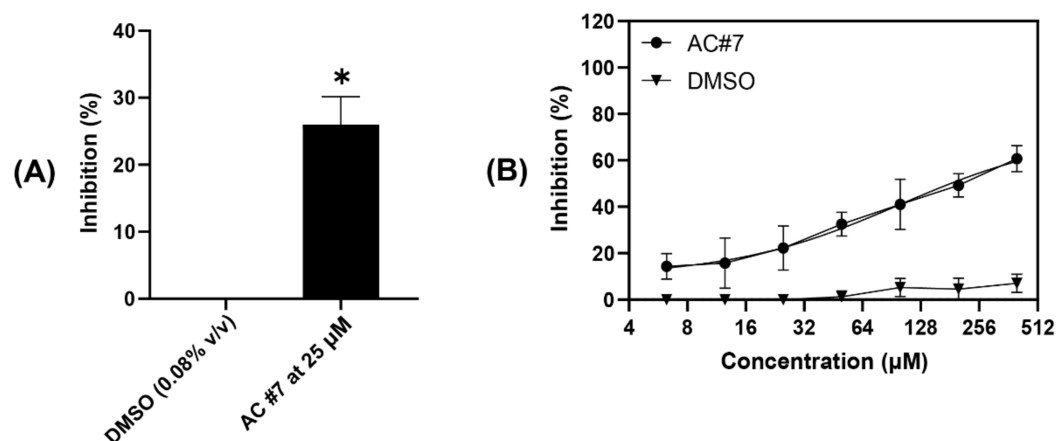 (A)
Inhibition (%)
40
30
20
10
0
*
DMSO (0.08% v/v)
AC #7 at 25 µM
(B)
Inhibition (%)
120
100
80
60
40
20
0
AC#7
DMSO
4 8 16 32 64 128 256 512
Concentration (µM)